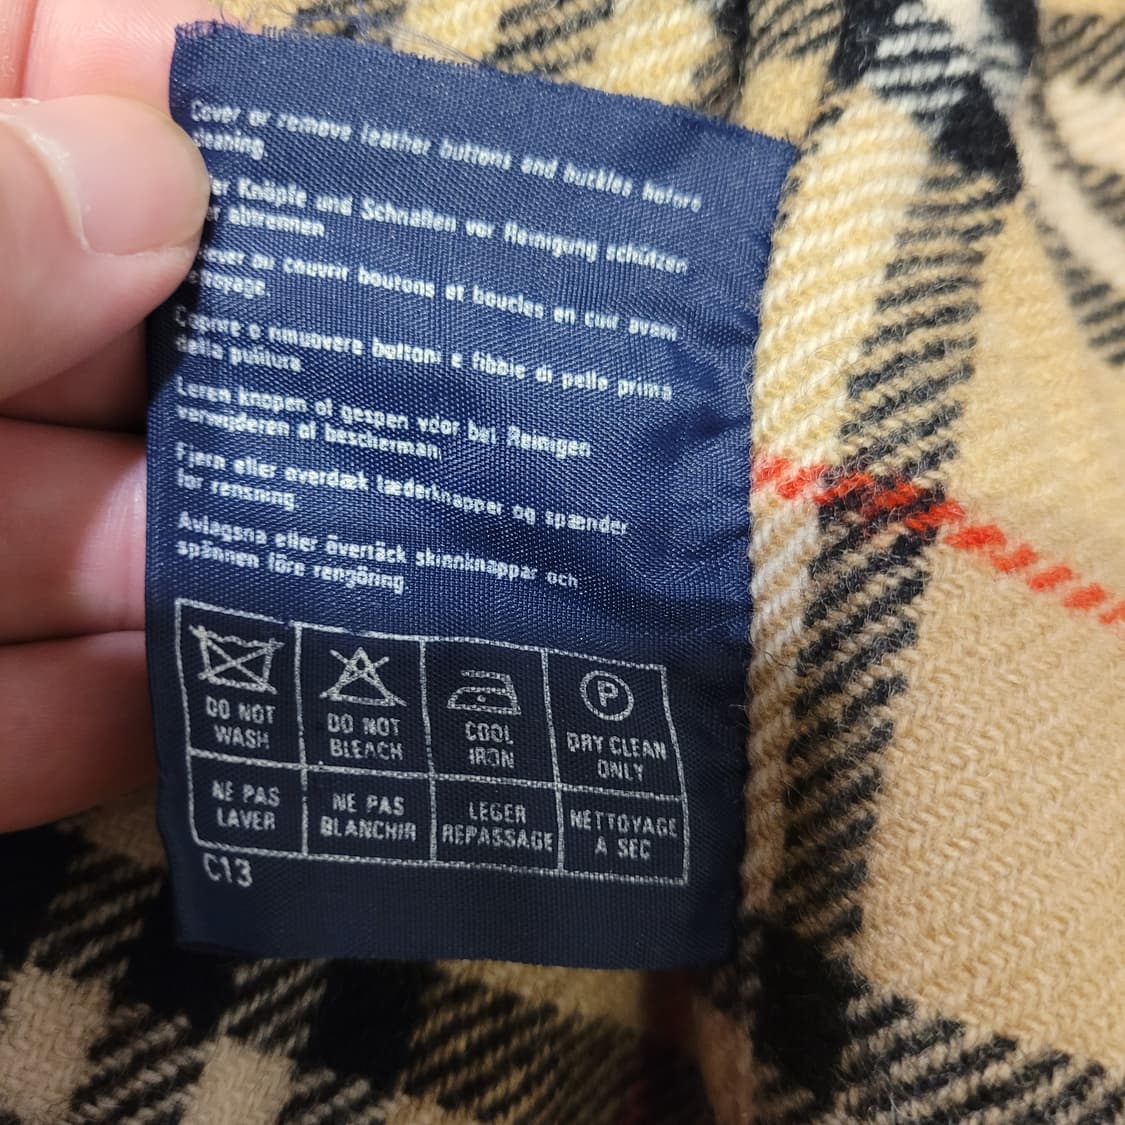 Cover or remove leather buttons and buckles before
cleaning.
Knöpfe und Schnallen vor Reinigung schützen
abtrennen
ou couvrir boutons et boucles en cuir avant

Coprire o rimuovere bottoni e fibbie di pelle prima
della pulitura
Leren knopen of gespen voor bet Reinigen
verwijderen of beschermen
Fjern eller overdæk læderknapper og spænder
før rensning.
Avlägsna eller övertäck skinnknappar och
spännen före rengöring
P
DO NOT
WASH
DO NOT
BLEACH
COOL
IRON
DRY CLEAN
ONLY
NE PAS
LAVER
NE PAS
BLANCHIR
LEGER
REPASSAGE
NETTOYAGE
A SEC
C13